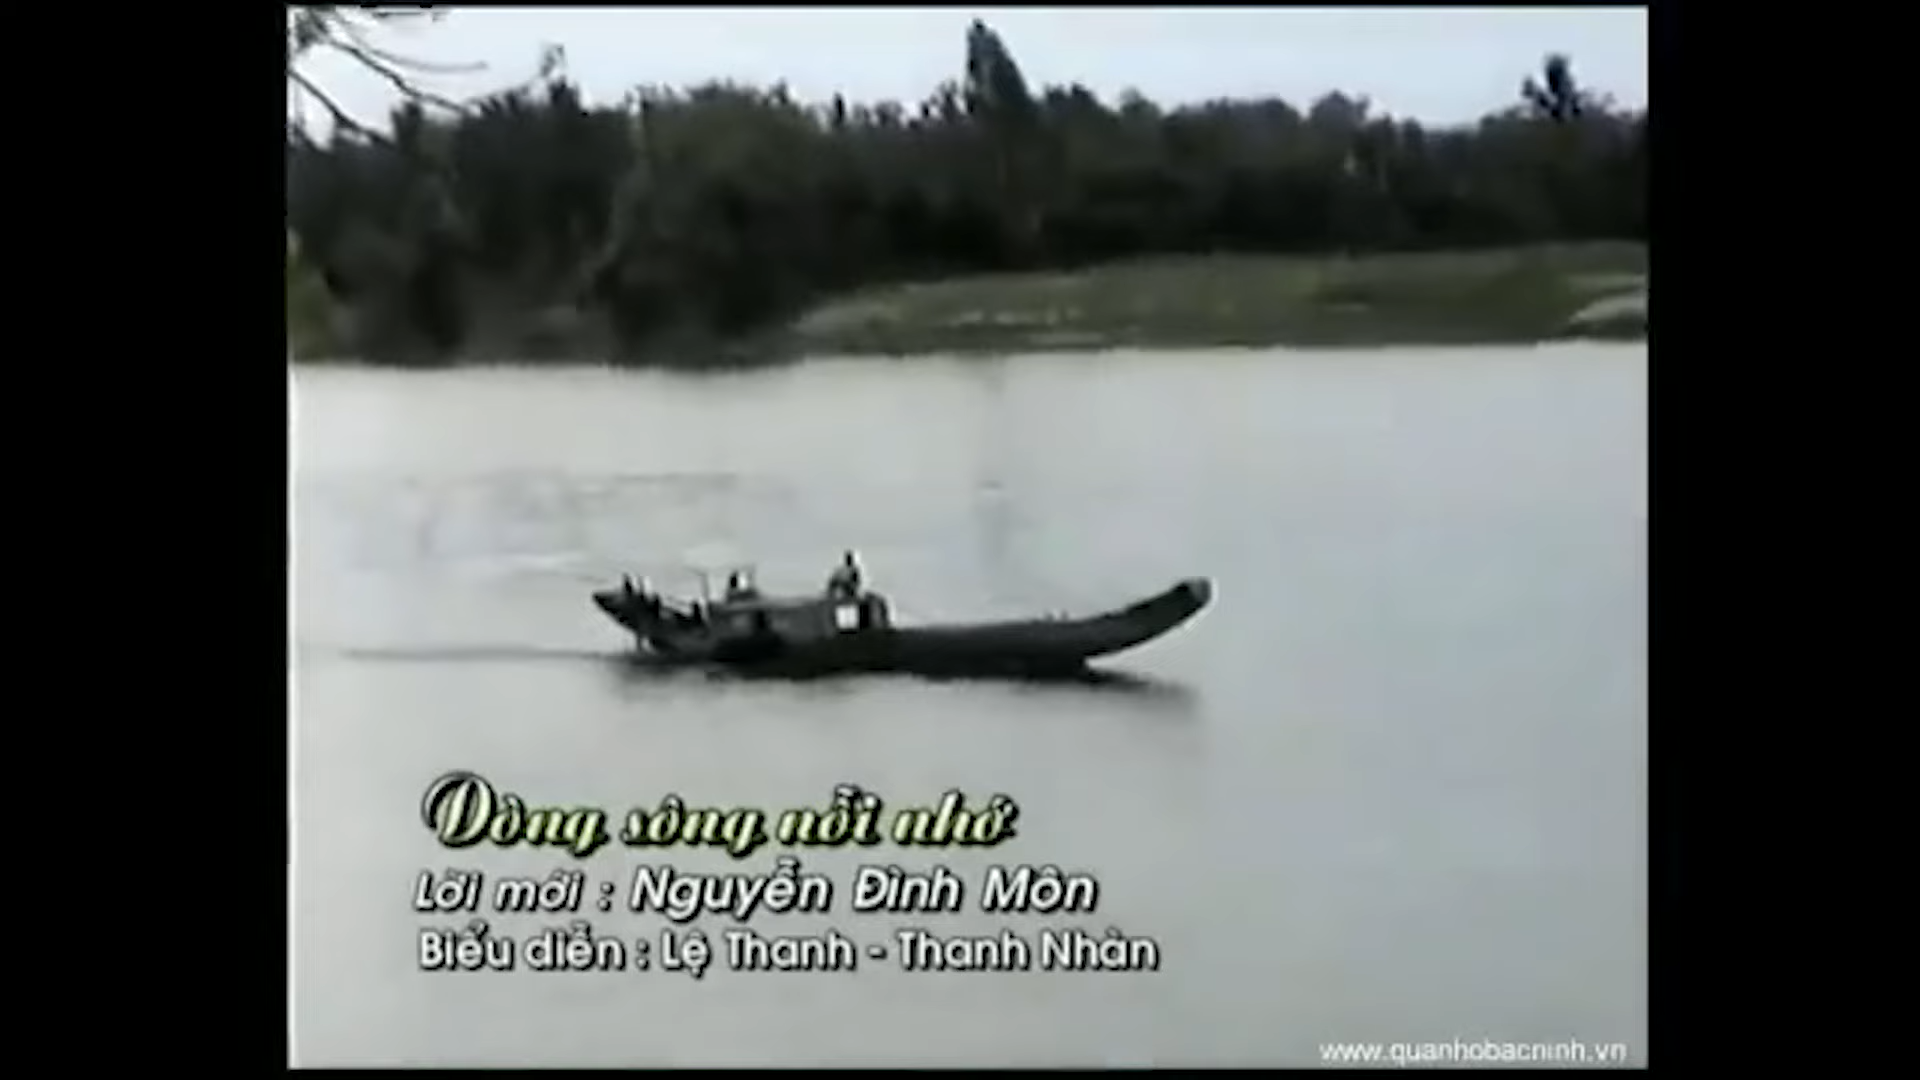 Dòng sông nỗi nhớ
Lời mới : Nguyễn Đình Môn
Biểu diễn : Lệ Thanh - Thanh Nhàn
www.quanhobacninh.vn